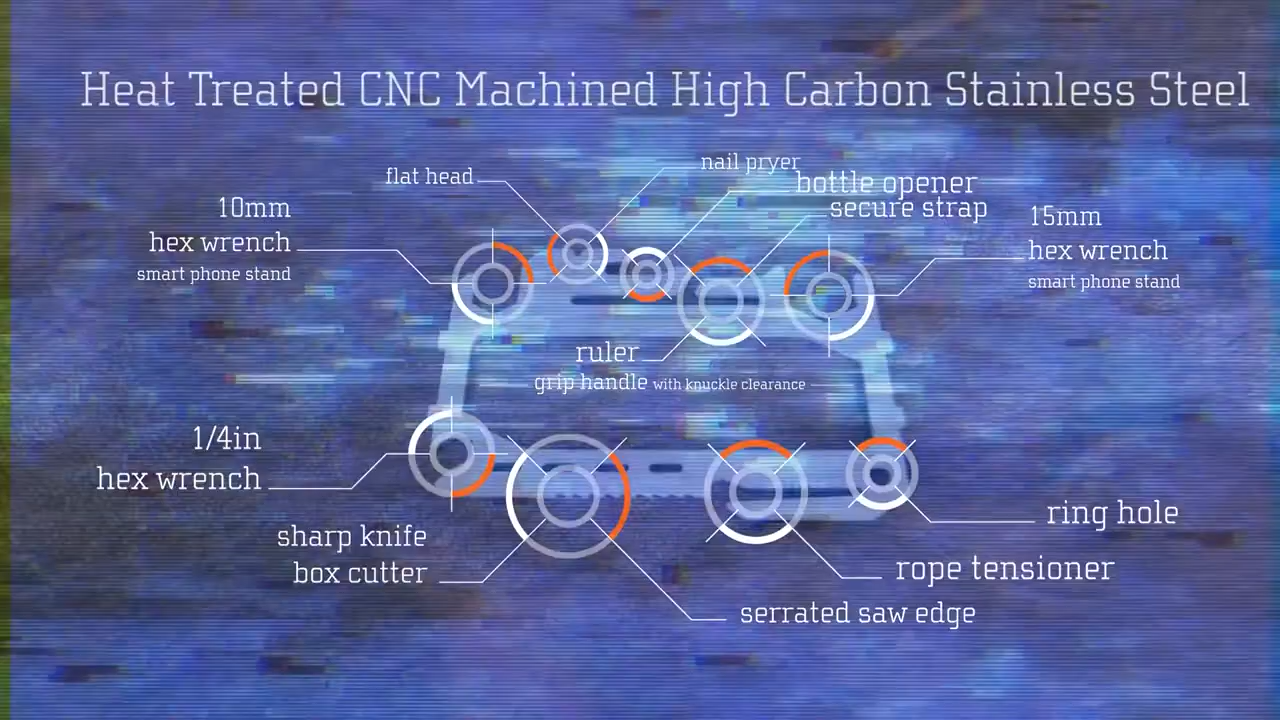 Heat Treated CNC Machined High Carbon Stainless Steel
nail pryer
flat head
bottle opener
secure strap
10mm
hex wrench
smart phone stand
15mm
hex wrench
smart phone stand
ruler
grip handle with knuckle clearance
1/4in
hex wrench
sharp knife
box cutter
ring hole
rope tensioner
serrated saw edge